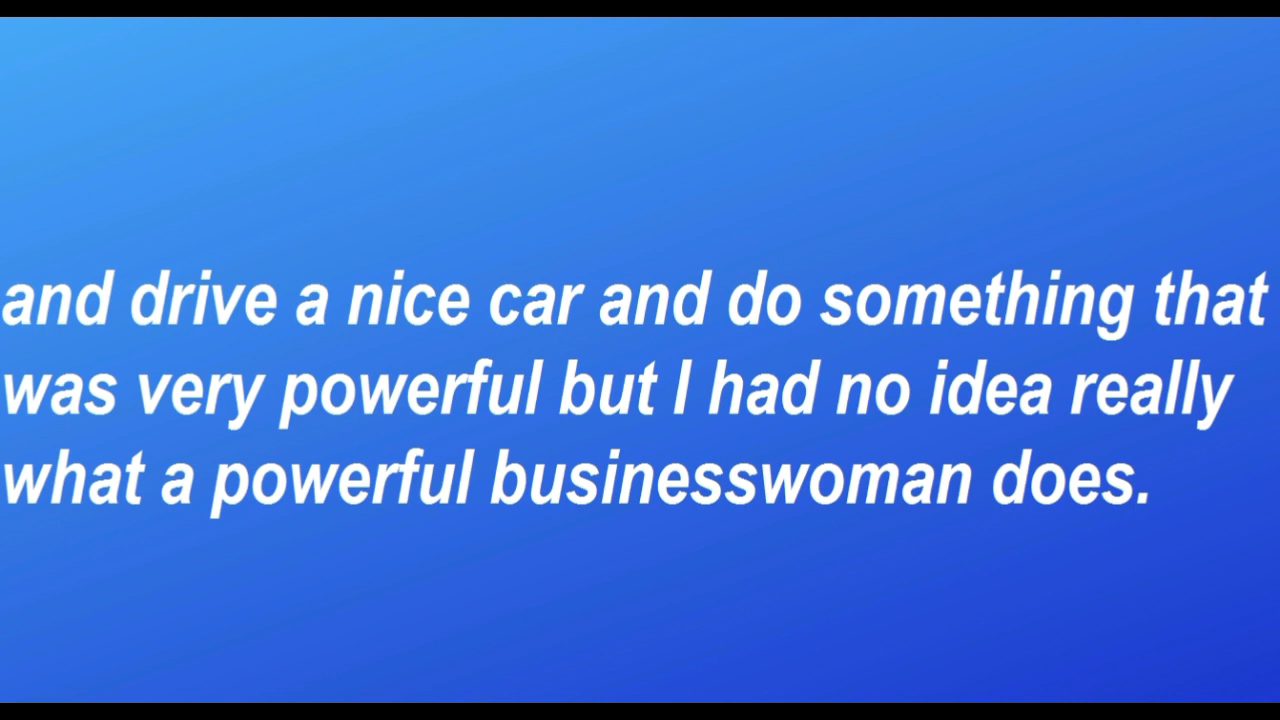 and drive a nice car and do something that
was very powerful but I had no idea really
what a powerful businesswoman does.